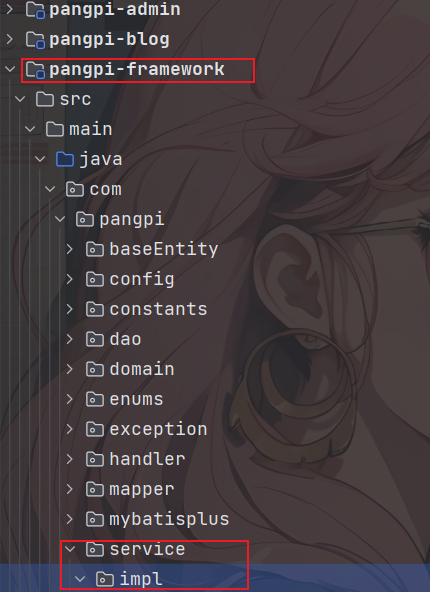 pangpi-admin
pangpi-blog
pangpi-framework
src
main
java
com
pangpi
baseEntity
config
constants
dao
domain
enums
exception
handler
mapper
mybatisplus
service
impl